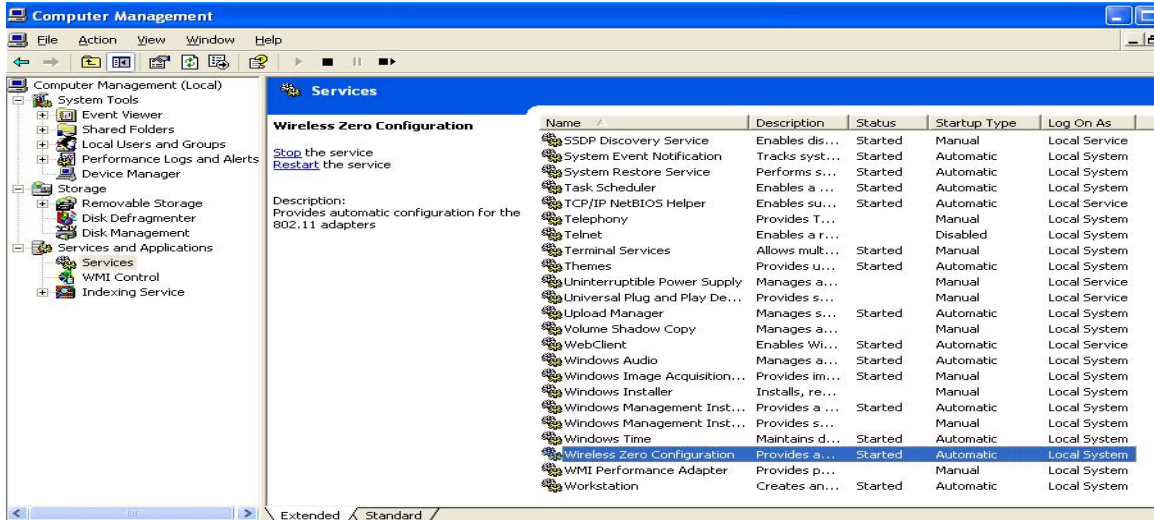 Computer Management
File Action View Window Help
Computer Management (Local)
System Tools
Event Viewer
Shared Folders
Local Users and Groups
Performance Logs and Alerts
Device Manager
Storage
Removable Storage
Disk Defragmenter
Disk Management
Services and Applications
Services
WMI Control
Indexing Service
Services
Wireless Zero Configuration
Stop the service
Restart the service
Description:
Provides automatic configuration for the
802.11 adapters
Name Description Status Startup Type Log On As
SSDP Discovery Service Enables dis... Started Manual Local Service
System Event Notification Tracks syst... Started Automatic Local System
System Restore Service Performs s... Started Automatic Local System
Task Scheduler Enables a ... Started Automatic Local System
TCP/IP NetBIOS Helper Enables su... Started Automatic Local Service
Telephony Provides T... Manual Local System
Telnet Enables a r... Disabled Local System
Terminal Services Allows mult... Started Manual Local System
Themes Provides u... Started Automatic Local System
Uninterruptible Power Supply Manages a... Manual Local Service
Universal Plug and Play De... Provides s... Manual Local Service
Upload Manager Manages s... Started Automatic Local System
Volume Shadow Copy Manages a... Manual Local System
WebClient Enables Wi... Started Automatic Local Service
Windows Audio Manages a... Started Automatic Local System
Windows Image Acquisition... Provides im... Started Manual Local System
Windows Installer Installs, re... Manual Local System
Windows Management Inst... Provides a ... Started Automatic Local System
Windows Management Inst... Provides s... Manual Local System
Windows Time Maintains d... Started Automatic Local System
Wireless Zero Configuration Provides a... Started Automatic Local System
WMI Performance Adapter Provides p... Manual Local System
Workstation Creates an... Started Automatic Local System
Extended Standard